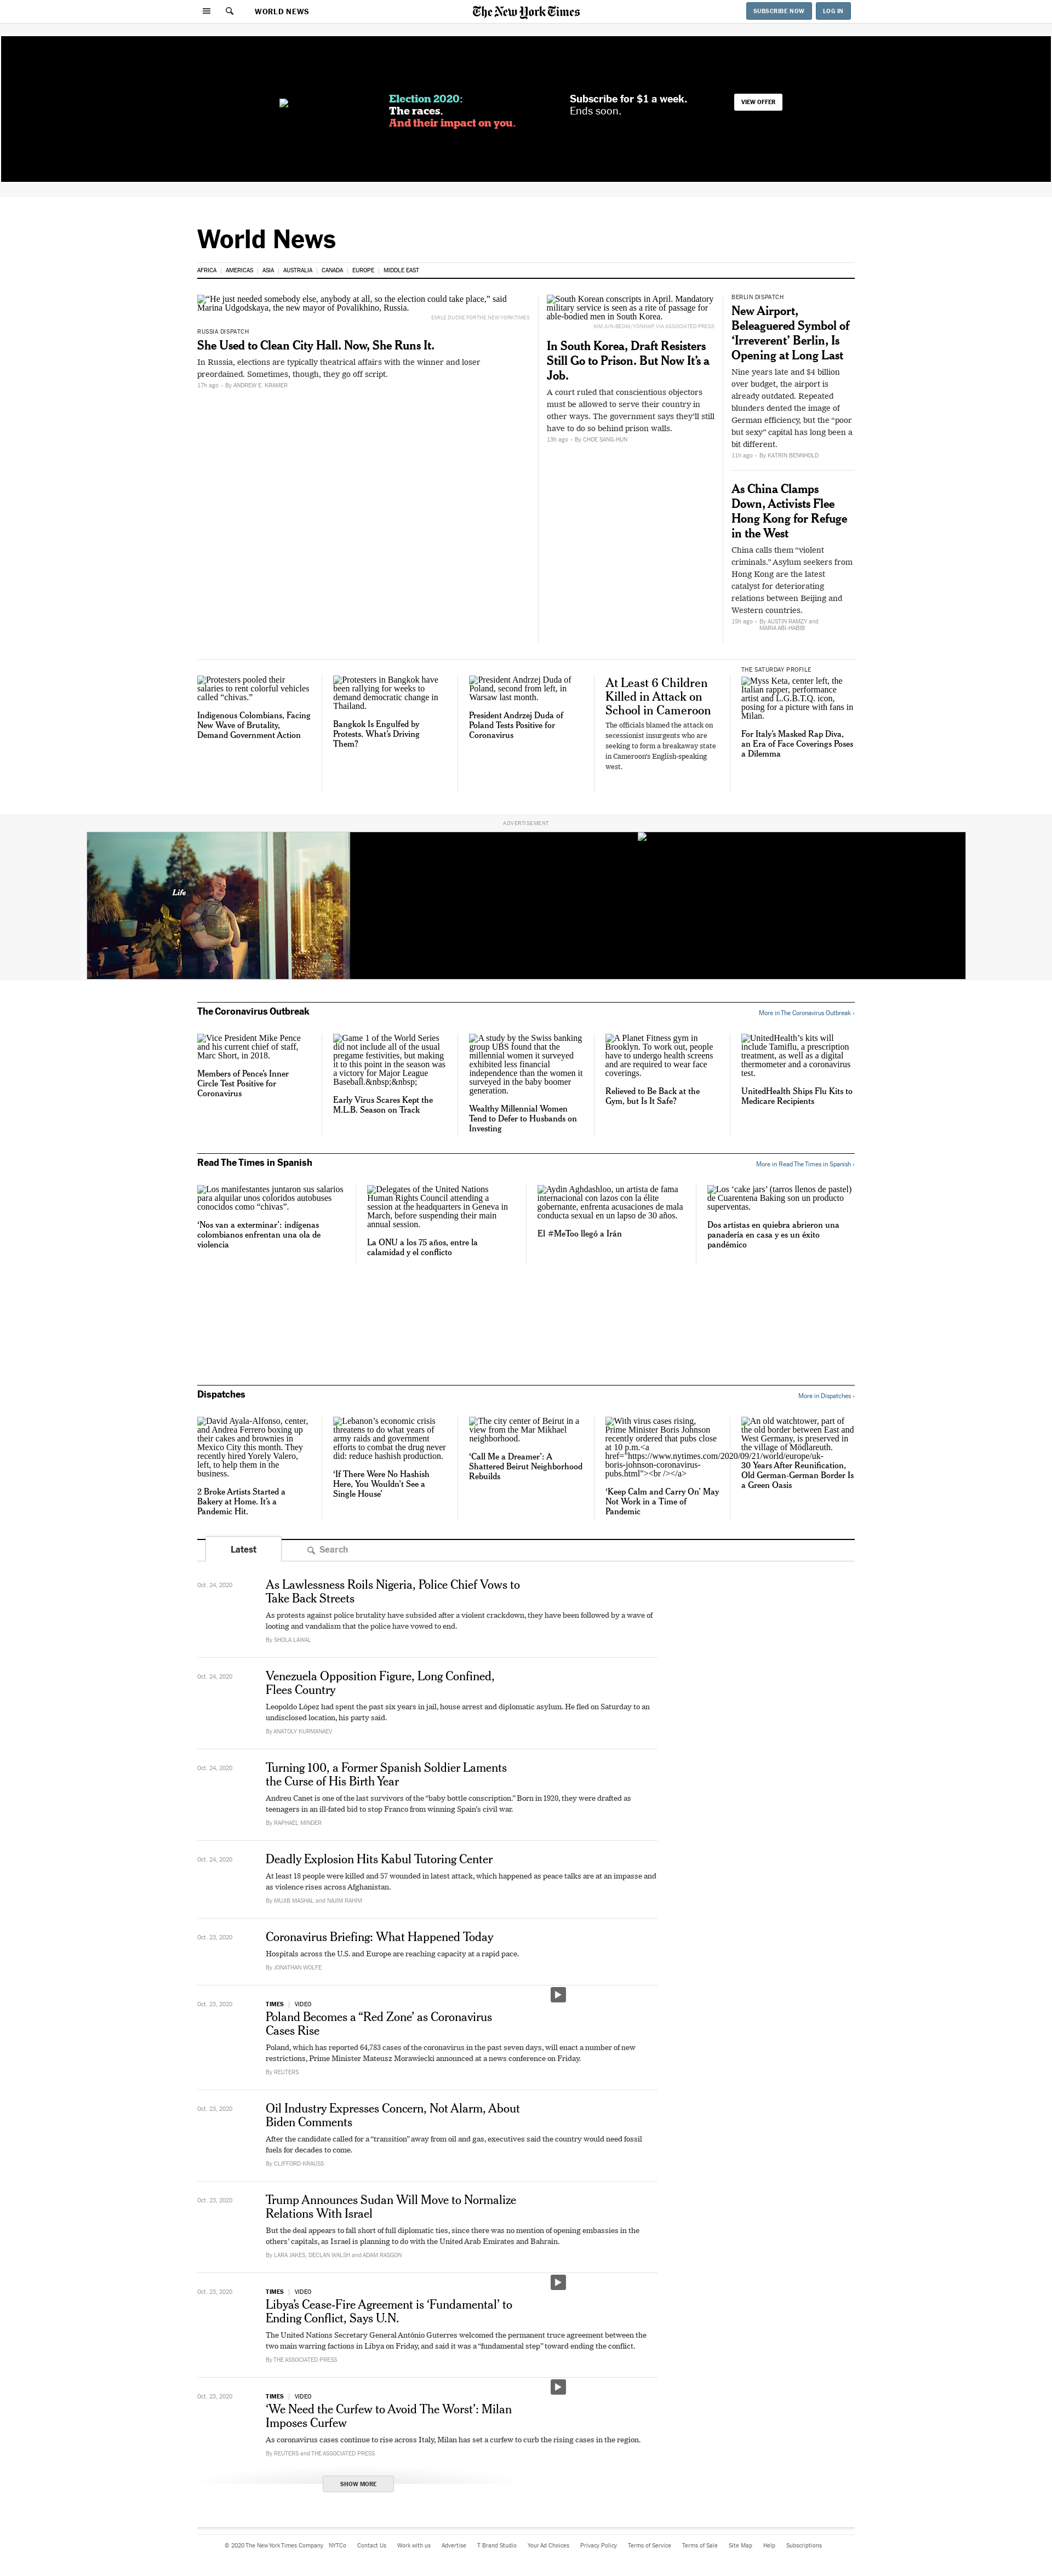 WORLD NEWS
The New York Times
SUBSCRIBE NOW
LOG IN
Election 2020:
The races.
And their impact on you.
Subscribe for $1 a week.
Ends soon.
VIEW OFFER
World News
AFRICA
AMERICAS
ASIA
AUSTRALIA
CANADA
EUROPE
MIDDLE EAST
“He just needed somebody else, anybody at all, so the election could take place,” said
Marina Udgodskaya, the new mayor of Povalikhino, Russia.
EMILE DUCKE FOR THE NEW YORK TIMES
RUSSIA DISPATCH
She Used to Clean City Hall. Now, She Runs It.
In Russia, elections are typically theatrical affairs with the winner and loser
preordained. Sometimes, though, they go off script.
17h ago
By ANDREW E. KRAMER
South Korean conscripts in April. Mandatory
military service is seen as a rite of passage for
able-bodied men in South Korea.
KIM JUN-BEOM/YONHAP, VIA ASSOCIATED PRESS
In South Korea, Draft Resisters
Still Go to Prison. But Now It’s a
Job.
A court ruled that conscientious objectors
must be allowed to serve their country in
other ways. The government says they’ll still
have to do so behind prison walls.
13h ago
By CHOE SANG-HUN
BERLIN DISPATCH
New Airport,
Beleaguered Symbol of
‘Irreverent’ Berlin, Is
Opening at Long Last
Nine years late and $4 billion
over budget, the airport is
already outdated. Repeated
blunders dented the image of
German efficiency, but the “poor
but sexy” capital has long been a
bit different.
11h ago
By KATRIN BENNHOLD
As China Clamps
Down, Activists Flee
Hong Kong for Refuge
in the West
China calls them “violent
criminals.” Asylum seekers from
Hong Kong are the latest
catalyst for deteriorating
relations between Beijing and
Western countries.
15h ago
By AUSTIN RAMZY and
MARIA ABI-HABIB
Protesters pooled their
salaries to rent colorful vehicles
called “chivas.”
Indigenous Colombians, Facing
New Wave of Brutality,
Demand Government Action
Protesters in Bangkok have
been rallying for weeks to
demand democratic change in
Thailand.
Bangkok Is Engulfed by
Protests. What’s Driving
Them?
President Andrzej Duda of
Poland, second from left, in
Warsaw last month.
President Andrzej Duda of
Poland Tests Positive for
Coronavirus
At Least 6 Children
Killed in Attack on
School in Cameroon
The officials blamed the attack on
secessionist insurgents who are
seeking to form a breakaway state
in Cameroon’s English-speaking
west.
THE SATURDAY PROFILE
Myss Keta, center left, the
Italian rapper, performance
artist and L.G.B.T.Q. icon,
posing for a picture with fans in
Milan.
For Italy’s Masked Rap Diva,
an Era of Face Coverings Poses
a Dilemma
ADVERTISEMENT
Life
The Coronavirus Outbreak
More in The Coronavirus Outbreak ›
Vice President Mike Pence
and his current chief of staff,
Marc Short, in 2018.
Members of Pence’s Inner
Circle Test Positive for
Coronavirus
Game 1 of the World Series
did not include all of the usual
pregame festivities, but making
it to this point in the season was
a victory for Major League
Baseball.&nbsp;&nbsp;
Early Virus Scares Kept the
M.L.B. Season on Track
A study by the Swiss banking
group UBS found that the
millennial women it surveyed
exhibited less financial
independence than the women it
surveyed in the baby boomer
generation.
Wealthy Millennial Women
Tend to Defer to Husbands on
Investing
A Planet Fitness gym in
Brooklyn. To work out, people
have to undergo health screens
and are required to wear face
coverings.
Relieved to Be Back at the
Gym, but Is It Safe?
UnitedHealth’s kits will
include Tamiflu, a prescription
treatment, as well as a digital
thermometer and a coronavirus
test.
UnitedHealth Ships Flu Kits to
Medicare Recipients
Read The Times in Spanish
More in Read The Times in Spanish ›
Los manifestantes juntaron sus salarios
para alquilar unos coloridos autobuses
conocidos como “chivas”.
‘Nos van a exterminar’: indígenas
colombianos enfrentan una ola de
violencia
Delegates of the United Nations
Human Rights Council attending a
session at the headquarters in Geneva in
March, before suspending their main
annual session.
La ONU a los 75 años, entre la
calamidad y el conflicto
Aydin Aghdashloo, un artista de fama
internacional con lazos con la élite
gobernante, enfrenta acusaciones de mala
conducta sexual en un lapso de 30 años.
El #MeToo llegó a Irán
Los ‘cake jars’ (tarros llenos de pastel)
de Cuarentena Baking son un producto
superventas.
Dos artistas en quiebra abrieron una
panadería en casa y es un éxito
pandémico
Dispatches
More in Dispatches ›
David Ayala-Alfonso, center,
and Andrea Ferrero boxing up
their cakes and brownies in
Mexico City this month. They
recently hired Yorely Valero,
left, to help them in the
business.
2 Broke Artists Started a
Bakery at Home. It’s a
Pandemic Hit.
Lebanon’s economic crisis
threatens to do what years of
army raids and government
efforts to combat the drug never
did: reduce hashish production.
‘If There Were No Hashish
Here, You Wouldn’t See a
Single House’
The city center of Beirut in a
view from the Mar Mikhael
neighborhood.
‘Call Me a Dreamer’: A
Shattered Beirut Neighborhood
Rebuilds
With virus cases rising,
Prime Minister Boris Johnson
recently ordered that pubs close
at 10 p.m.<a
href="https://www.nytimes.com/2020/09/21/world/europe/uk-
boris-johnson-coronavirus-
pubs.html"><br /></a>
‘Keep Calm and Carry On’ May
Not Work in a Time of
Pandemic
An old watchtower, part of
the old border between East and
West Germany, is preserved in
the village of Mödlareuth.
30 Years After Reunification,
Old German-German Border Is
a Green Oasis
Latest
Search
Oct. 24, 2020
As Lawlessness Roils Nigeria, Police Chief Vows to
Take Back Streets
As protests against police brutality have subsided after a violent crackdown, they have been followed by a wave of
looting and vandalism that the police have vowed to end.
By SHOLA LAWAL
Oct. 24, 2020
Venezuela Opposition Figure, Long Confined,
Flees Country
Leopoldo López had spent the past six years in jail, house arrest and diplomatic asylum. He fled on Saturday to an
undisclosed location, his party said.
By ANATOLY KURMANAEV
Oct. 24, 2020
Turning 100, a Former Spanish Soldier Laments
the Curse of His Birth Year
Andreu Canet is one of the last survivors of the “baby bottle conscription.” Born in 1920, they were drafted as
teenagers in an ill-fated bid to stop Franco from winning Spain’s civil war.
By RAPHAEL MINDER
Oct. 24, 2020
Deadly Explosion Hits Kabul Tutoring Center
At least 18 people were killed and 57 wounded in latest attack, which happened as peace talks are at an impasse and
as violence rises across Afghanistan.
By MUJIB MASHAL and NAJIM RAHIM
Oct. 23, 2020
Coronavirus Briefing: What Happened Today
Hospitals across the U.S. and Europe are reaching capacity at a rapid pace.
By JONATHAN WOLFE
Oct. 23, 2020
TIMES | VIDEO
Poland Becomes a “Red Zone’ as Coronavirus
Cases Rise
Poland, which has reported 64,783 cases of the coronavirus in the past seven days, will enact a number of new
restrictions, Prime Minister Mateusz Morawiecki announced at a news conference on Friday.
By REUTERS
Oct. 23, 2020
Oil Industry Expresses Concern, Not Alarm, About
Biden Comments
After the candidate called for a “transition” away from oil and gas, executives said the country would need fossil
fuels for decades to come.
By CLIFFORD KRAUSS
Oct. 23, 2020
Trump Announces Sudan Will Move to Normalize
Relations With Israel
But the deal appears to fall short of full diplomatic ties, since there was no mention of opening embassies in the
others’ capitals, as Israel is planning to do with the United Arab Emirates and Bahrain.
By LARA JAKES, DECLAN WALSH and ADAM RASGON
Oct. 23, 2020
TIMES | VIDEO
Libya’s Cease-Fire Agreement is ‘Fundamental’ to
Ending Conflict, Says U.N.
The United Nations Secretary General António Guterres welcomed the permanent truce agreement between the
two main warring factions in Libya on Friday, and said it was a “fundamental step” toward ending the conflict.
By THE ASSOCIATED PRESS
Oct. 23, 2020
TIMES | VIDEO
‘We Need the Curfew to Avoid The Worst’: Milan
Imposes Curfew
As coronavirus cases continue to rise across Italy, Milan has set a curfew to curb the rising cases in the region.
By REUTERS and THE ASSOCIATED PRESS
SHOW MORE
© 2020 The New York Times Company
NYTCo
Contact Us
Work with us
Advertise
T Brand Studio
Your Ad Choices
Privacy Policy
Terms of Service
Terms of Sale
Site Map
Help
Subscriptions